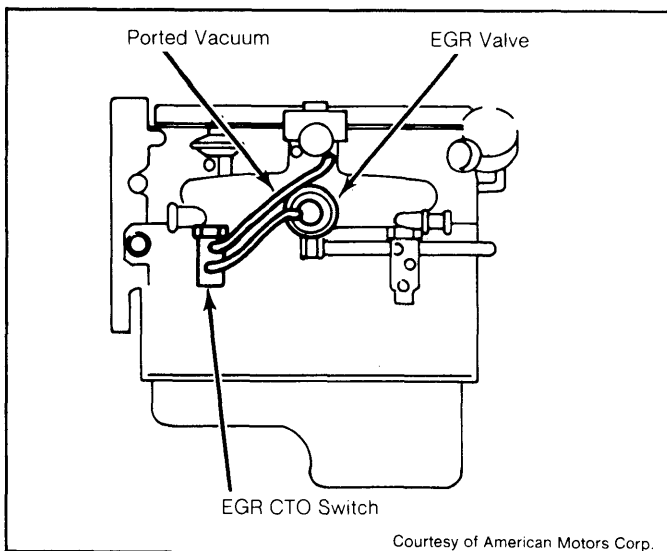 Ported Vacuum
EGR Valve
EGR CTO Switch
Courtesy of American Motors Corp.